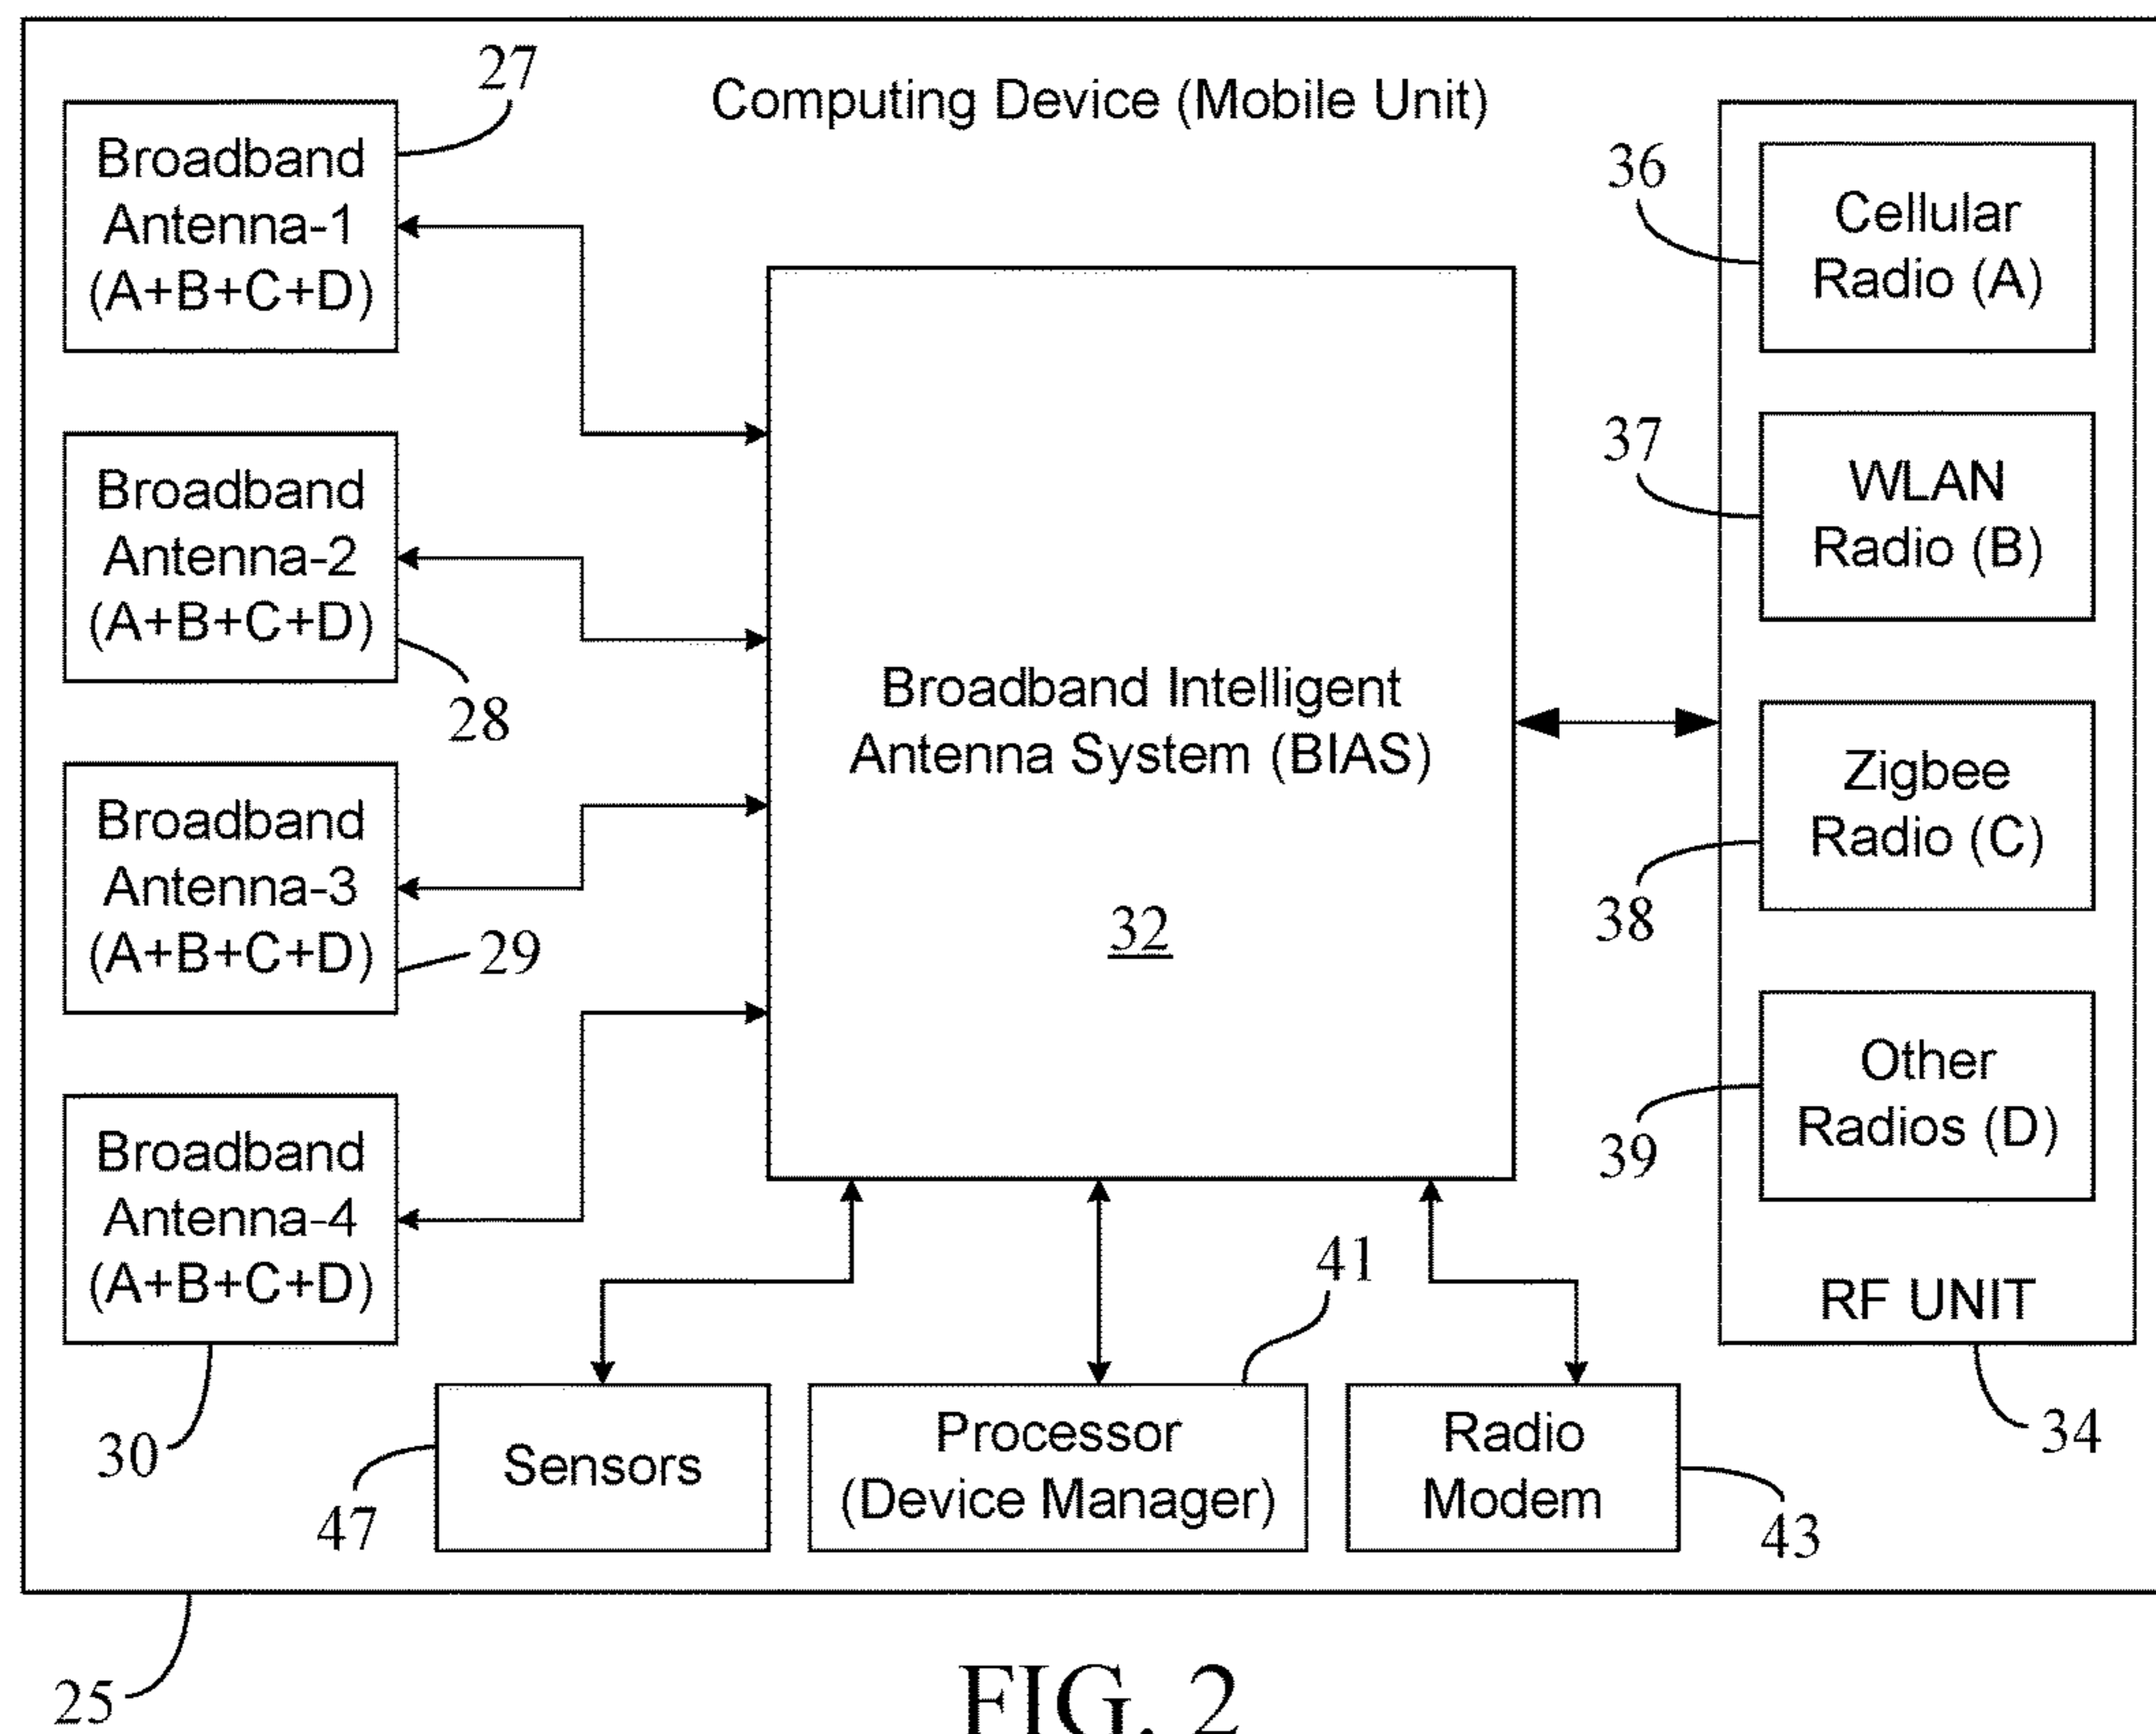 Computing Device (Mobile Unit)
27
Broadband
Antenna-1
(A+B+C+D)
Broadband
Antenna-2
(A+B+C+D)
28
Broadband
Antenna-3
(A+B+C+D)
29
Broadband
Antenna-4
(A+B+C+D)
30
Broadband Intelligent
Antenna System (BIAS)
32
36
Cellular
Radio (A)
37
WLAN
Radio (B)
Zigbee
Radio (C)
38
Other
Radios (D)
39
RF UNIT
34
Sensors
47
41
Processor
(Device Manager)
Radio
Modem
43
25
FIG. 2